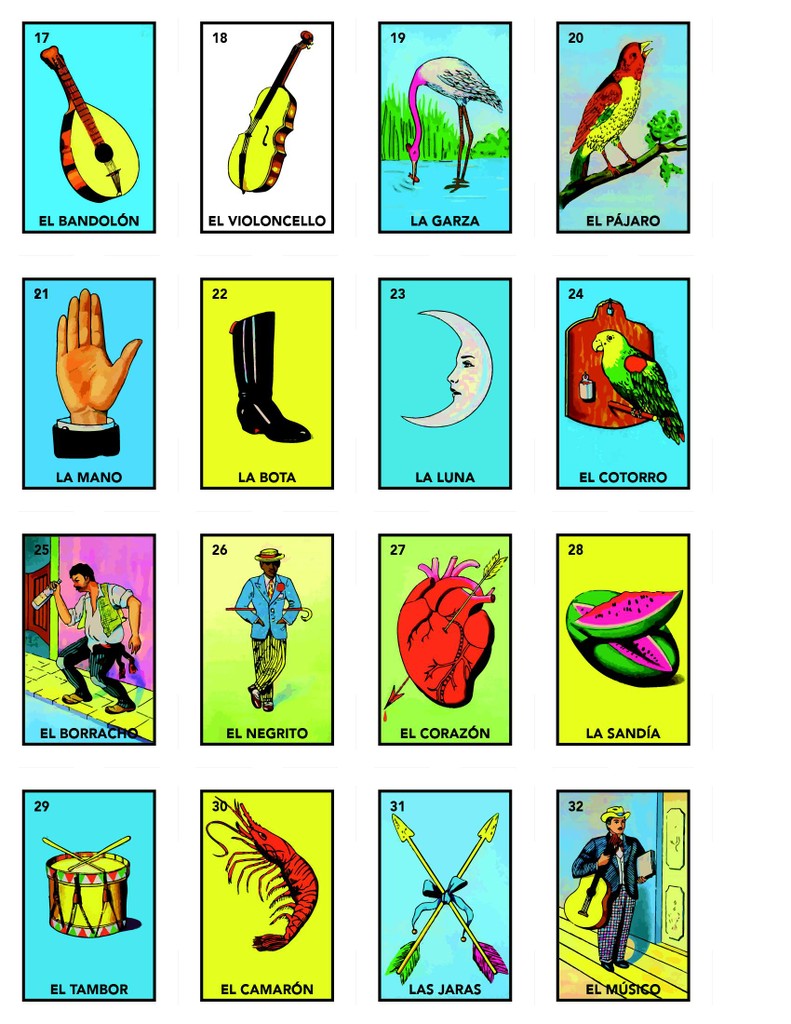 17
EL BANDOLÓN
18
EL VIOLONCELLO
19
LA GARZA
20
EL PÁJARO
21
LA MANO
22
LA BOTA
23
LA LUNA
24
EL COTORRO
25
EL BORRACHO
26
EL NEGRITO
27
EL CORAZÓN
28
LA SANDÍA
29
EL TAMBOR
30
EL CAMARÓN
31
LAS JARAS
32
EL MÚSICO